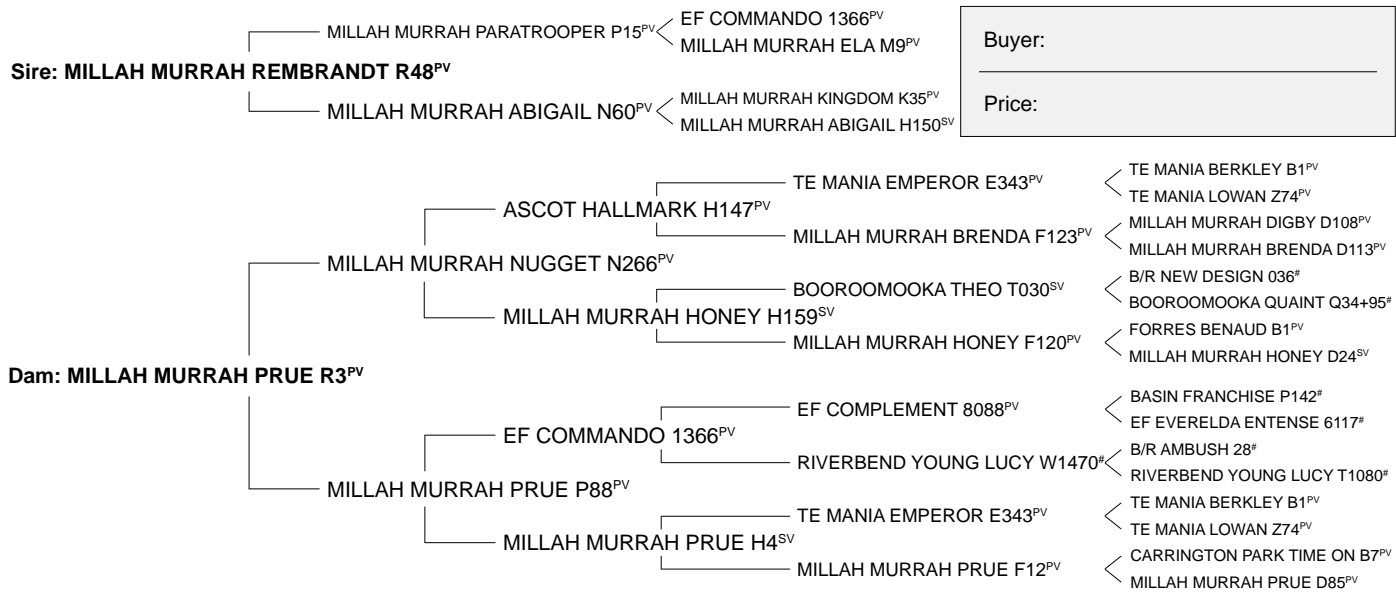 MILLAH MURRAH PARATROOPER P15PV
EF COMMANDO 1366PV
MILLAH MURRAH ELA M9PV
Sire: MILLAH MURRAH REMBRANDT R48PV
MILLAH MURRAH ABIGAIL N60PV
MILLAH MURRAH KINGDOM K35PV
MILLAH MURRAH ABIGAIL H150SV
Buyer:
Price:
TE MANIA EMPEROR E343PV
TE MANIA BERKLEY B1PV
TE MANIA LOWAN Z74PV
ASCOT HALLMARK H147PV
MILLAH MURRAH BRENDA F123PV
MILLAH MURRAH DIGBY D108PV
MILLAH MURRAH BRENDA D113PV
MILLAH MURRAH NUGGET N266PV
BOOROOMOOKA THEO T030SV
B/R NEW DESIGN 036#
BOOROOMOOKA QUAINT Q34+95#
MILLAH MURRAH HONEY H159SV
MILLAH MURRAH HONEY F120PV
FORRES BENAUD B1PV
MILLAH MURRAH HONEY D24SV
Dam: MILLAH MURRAH PRUE R3PV
EF COMPLEMENT 8088PV
BASIN FRANCHISE P142#
EF EVERELDA ENTENSE 6117#
EF COMMANDO 1366PV
RIVERBEND YOUNG LUCY W1470#
B/R AMBUSH 28#
RIVERBEND YOUNG LUCY T1080#
MILLAH MURRAH PRUE P88PV
TE MANIA EMPEROR E343PV
TE MANIA BERKLEY B1PV
TE MANIA LOWAN Z74PV
MILLAH MURRAH PRUE H4SV
MILLAH MURRAH PRUE F12PV
CARRINGTON PARK TIME ON B7PV
MILLAH MURRAH PRUE D85PV